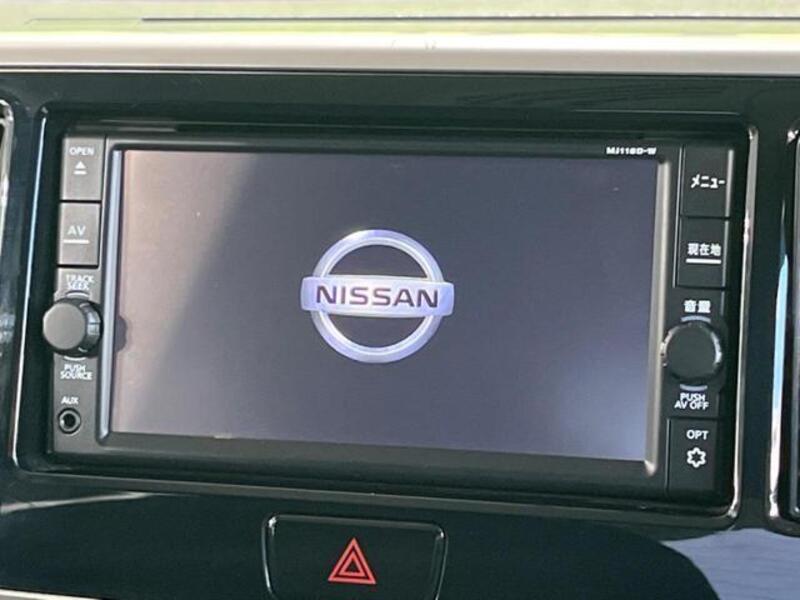 MJ118D-W
OPEN
AV
TRACK
SEEK
PUSH
SOURCE
AUX
NISSAN
メニュー
現在地
音量
PUSH
AV OFF
OPT